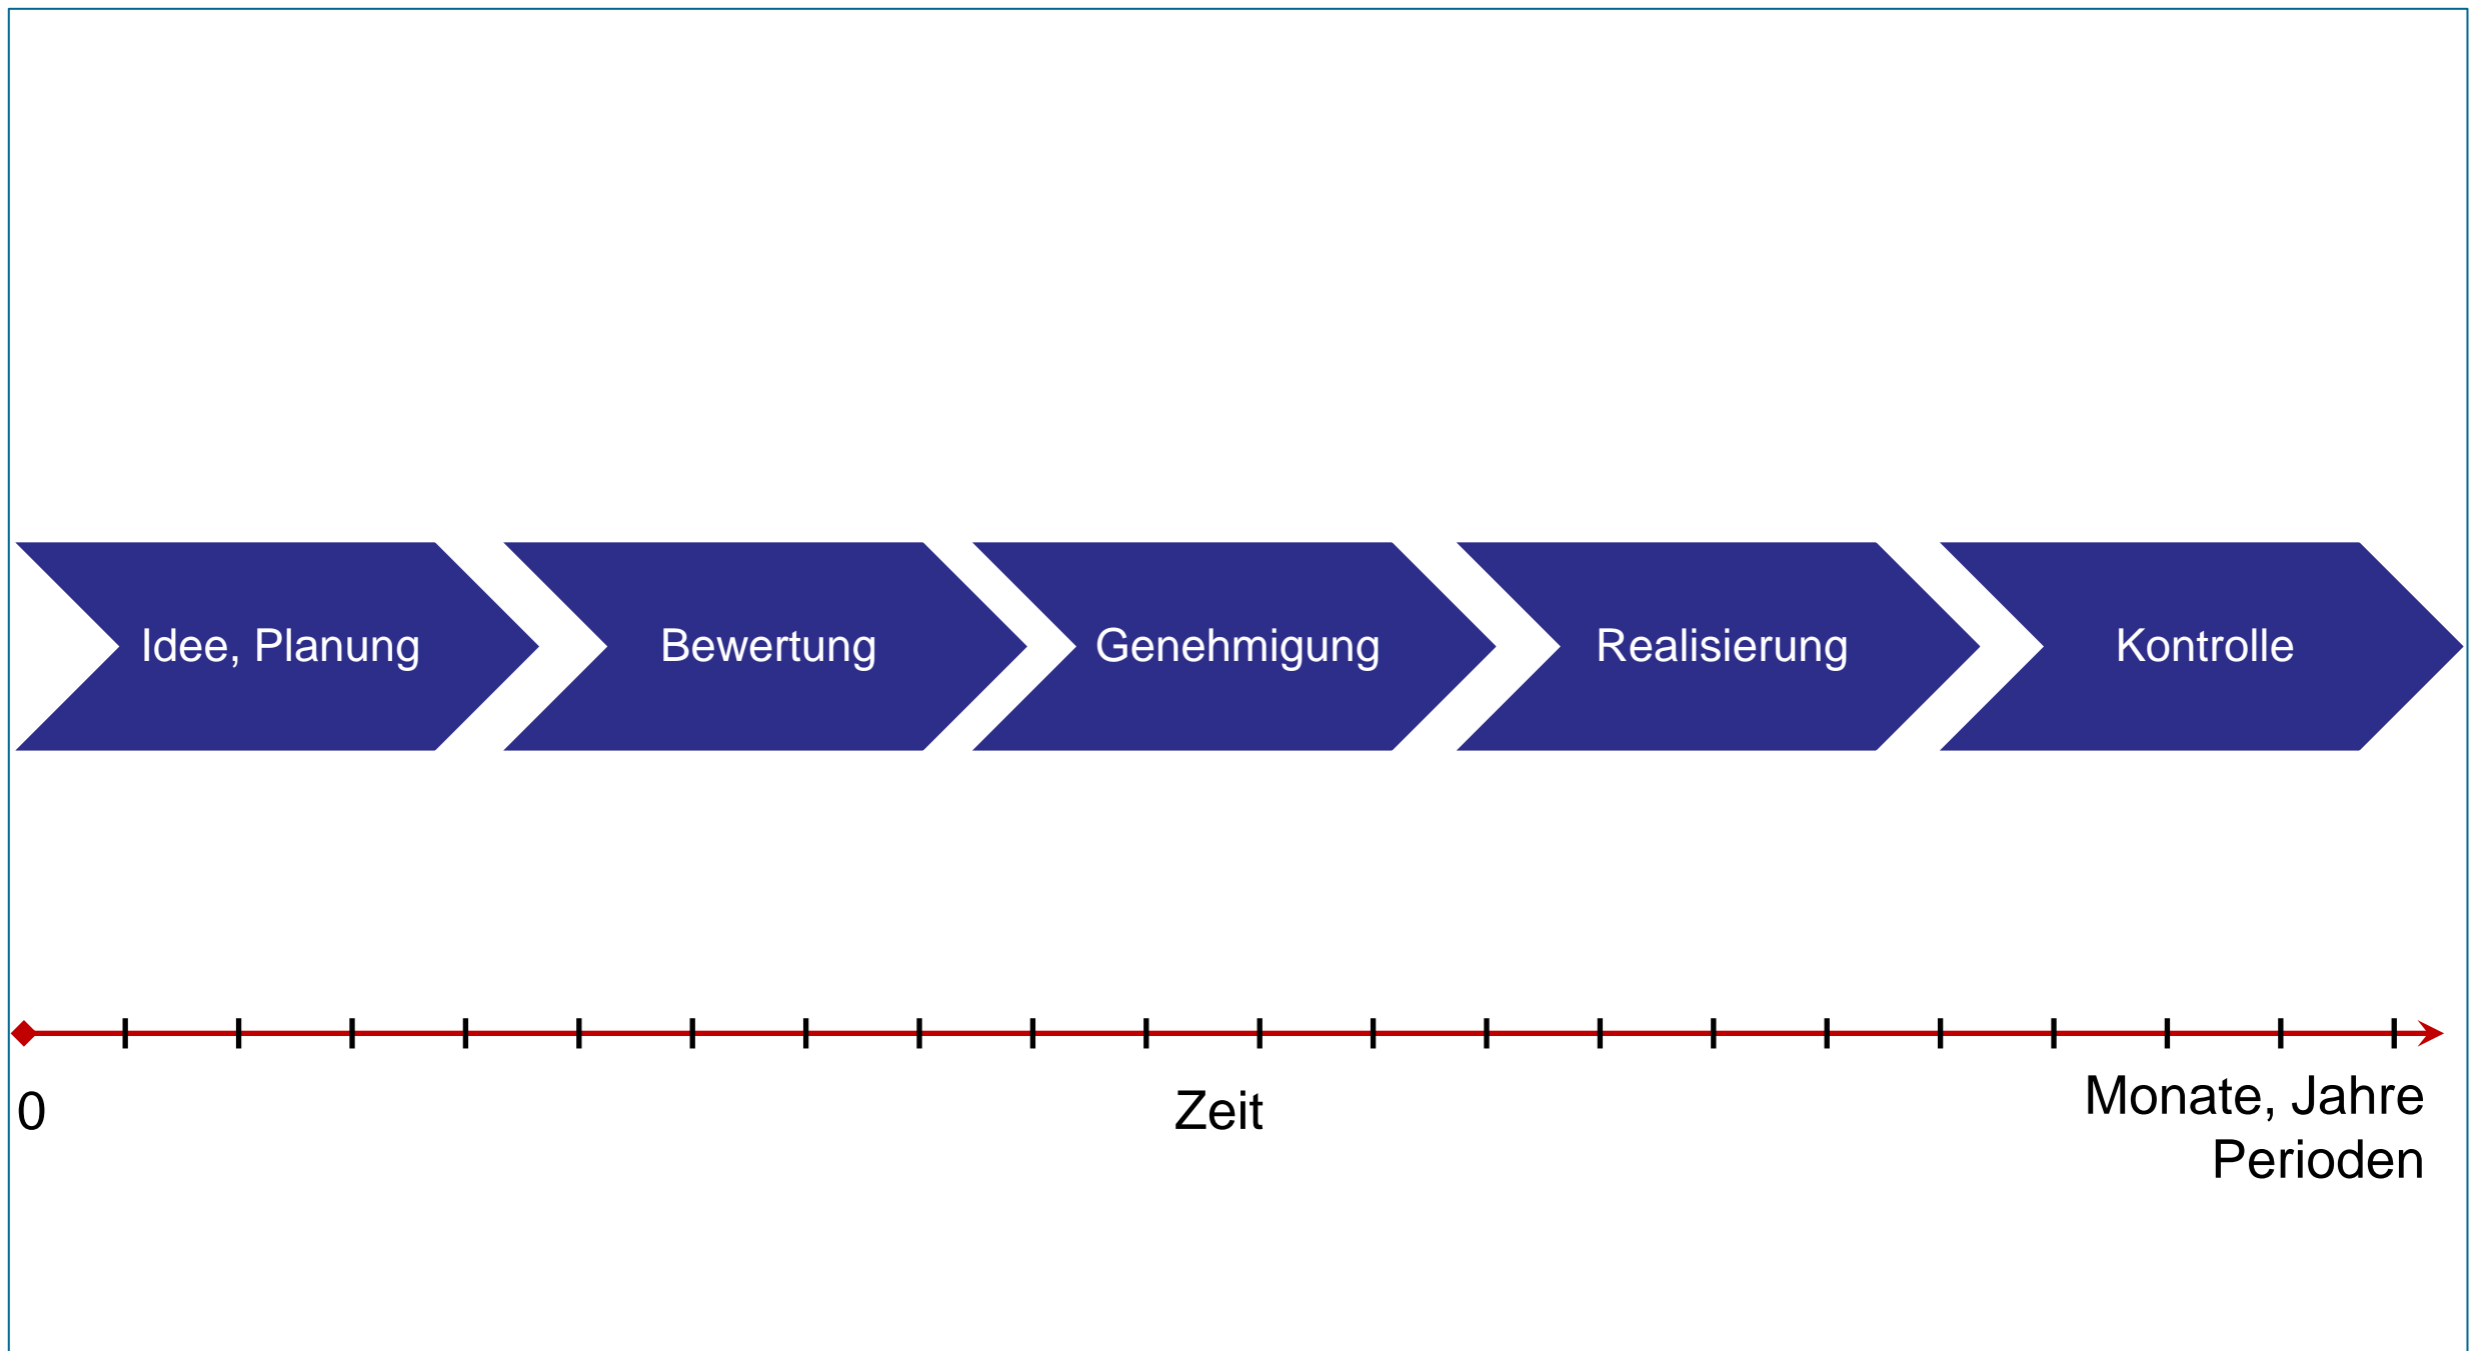 Idee, Planung
Bewertung
Genehmigung
Realisierung
Kontrolle
0
Zeit
Monate, Jahre
Perioden